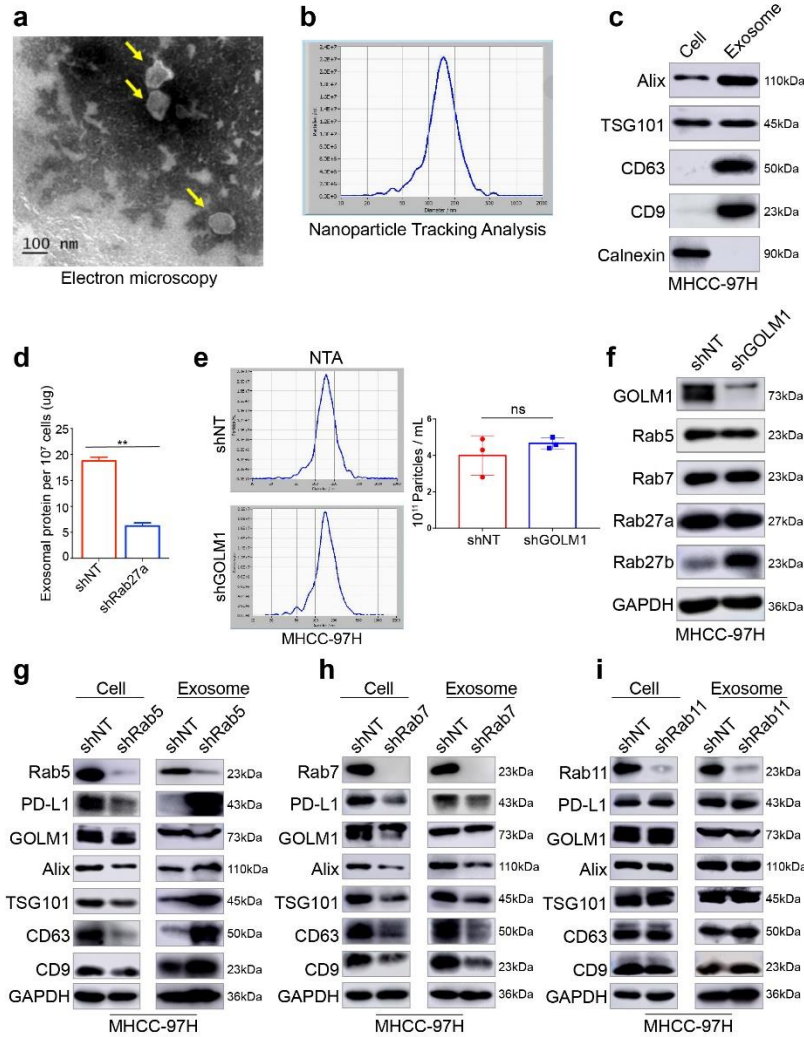 a
b
c
100 nm
Electron microscopy
Particles / mL
Diameter / nm
Nanoparticle Tracking Analysis
Cell Exosome
Alix 110kDa
TSG101 45kDa
CD63 50kDa
CD9 23kDa
Calnexin 90kDa
MHCC-97H
d
Exosomal protein per 10⁷ cells (ug)
25
20
15
10
5
0
**
shNT shRab27a
e
NTA
shNT
shGOLM1
MHCC-97H
10¹¹ Paritcles / mL
8
6
4
2
0
ns
shNT shGOLM1
f
shNT shGOLM1
GOLM1 73kDa
Rab5 23kDa
Rab7 23kDa
Rab27a 27kDa
Rab27b 23kDa
GAPDH 36kDa
MHCC-97H
g
Cell Exosome
shNT shRab5 shNT shRab5
Rab5 23kDa
PD-L1 43kDa
GOLM1 73kDa
Alix 110kDa
TSG101 45kDa
CD63 50kDa
CD9 23kDa
GAPDH 36kDa
MHCC-97H
h
Cell Exosome
shNT shRab7 shNT shRab7
Rab7 23kDa
PD-L1 43kDa
GOLM1 73kDa
Alix 110kDa
TSG101 45kDa
CD63 50kDa
CD9 23kDa
GAPDH 36kDa
MHCC-97H
i
Cell Exosome
shNT shRab11 shNT shRab11
Rab11 23kDa
PD-L1 43kDa
GOLM1 73kDa
Alix 110kDa
TSG101 45kDa
CD63 50kDa
CD9 23kDa
GAPDH 36kDa
MHCC-97H